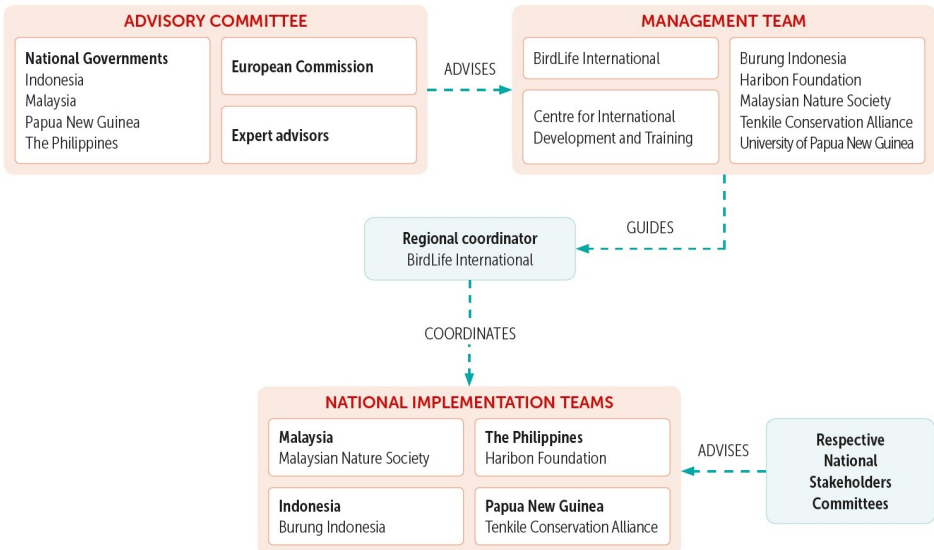 ADVISORY COMMITTEE
National Governments
Indonesia
Malaysia
Papua New Guinea
The Philippines
European Commission
Expert advisors
ADVISES
MANAGEMENT TEAM
BirdLife International
Centre for International
Development and Training
Burung Indonesia
Haribon Foundation
Malaysian Nature Society
Tenkile Conservation Alliance
University of Papua New Guinea
GUIDES
Regional coordinator
BirdLife International
COORDINATES
NATIONAL IMPLEMENTATION TEAMS
Malaysia
Malaysian Nature Society
The Philippines
Haribon Foundation
Indonesia
Burung Indonesia
Papua New Guinea
Tenkile Conservation Alliance
ADVISES
Respective
National
Stakeholders
Committees